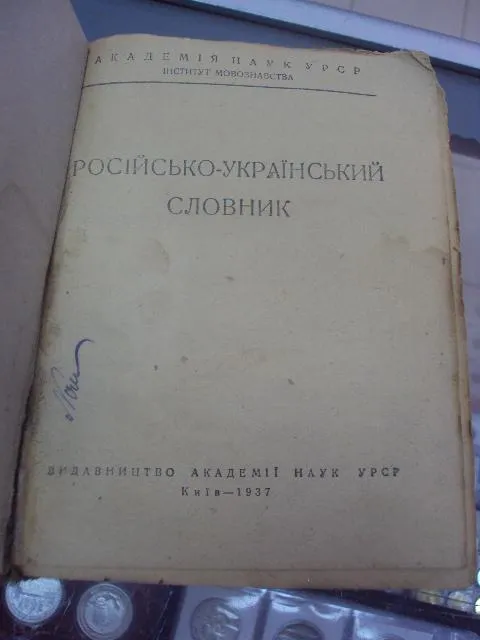 АКАДЕМІЯ НАУК УРСР
ІНСТИТУТ МОВОЗНАВСТВА
РОСІЙСЬКО-УКРАЇНСЬКИЙ
СЛОВНИК
ВИДАВНИЦТВО АКАДЕМІЇ НАУК УРСР
Київ—1937